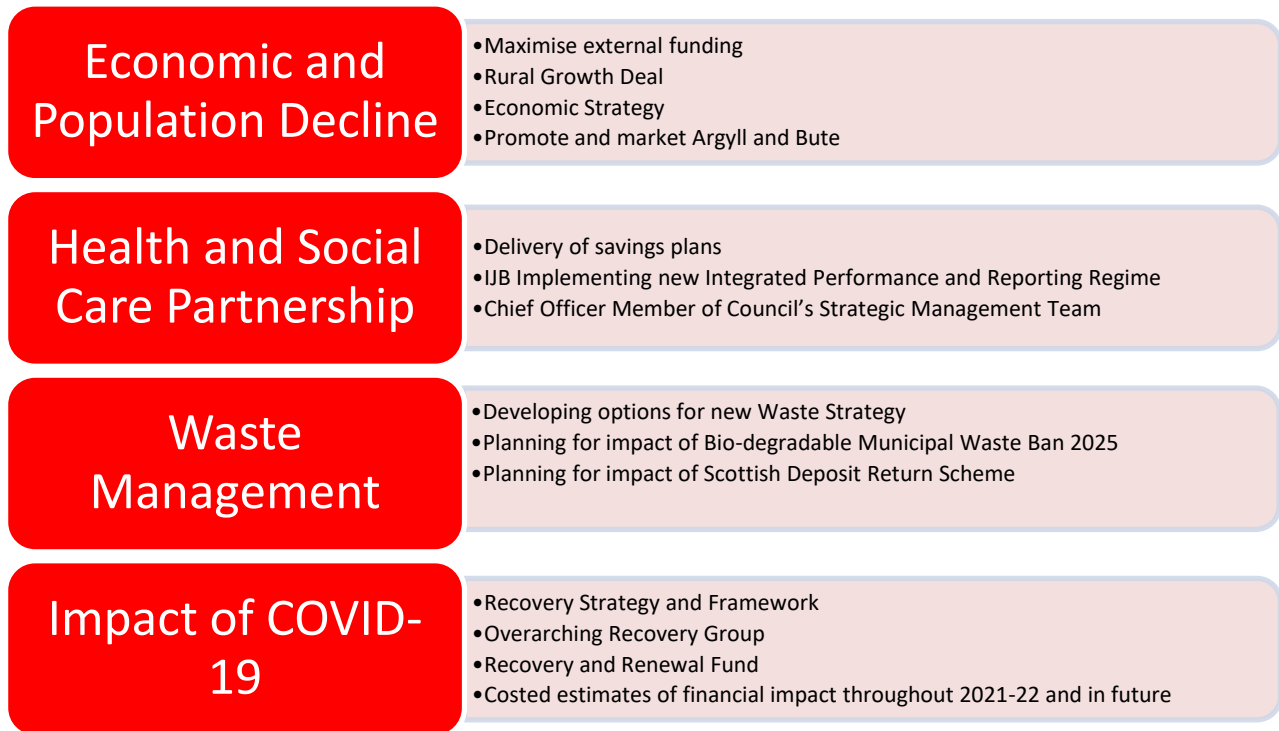 Economic and
Population Decline
•Maximise external funding
•Rural Growth Deal
•Economic Strategy
•Promote and market Argyll and Bute
Health and Social
Care Partnership
•Delivery of savings plans
•IJB Implementing new Integrated Performance and Reporting Regime
•Chief Officer Member of Council’s Strategic Management Team
Waste
Management
•Developing options for new Waste Strategy
•Planning for impact of Bio-degradable Municipal Waste Ban 2025
•Planning for impact of Scottish Deposit Return Scheme
Impact of COVID-
19
•Recovery Strategy and Framework
•Overarching Recovery Group
•Recovery and Renewal Fund
•Costed estimates of financial impact throughout 2021-22 and in future